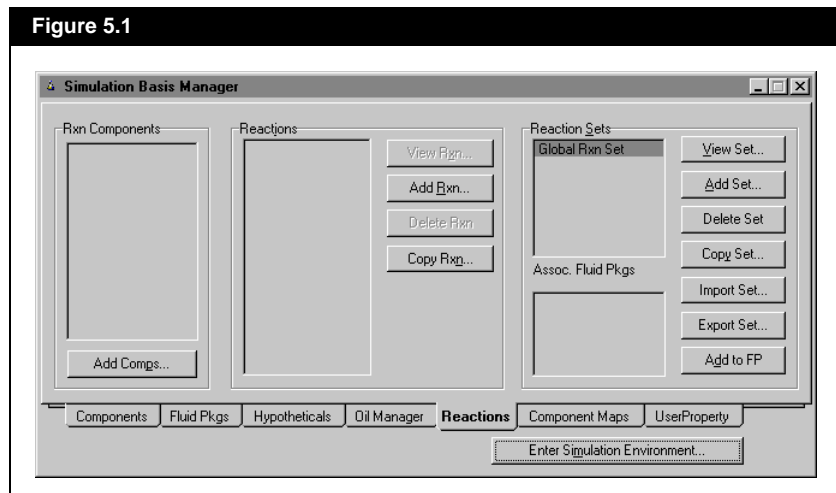 Figure 5.1
Simulation Basis Manager
Rxn Components
Add Comps...
Reactions
View Rxn...
Add Rxn...
Delete Rxn
Copy Rxn...
Reaction Sets
Global Rxn Set
Assoc. Fluid Pkgs
View Set...
Add Set...
Delete Set
Copy Set...
Import Set...
Export Set...
Add to FP
Components Fluid Pkgs Hypotheticals Oil Manager Reactions Component Maps UserProperty
Enter Simulation Environment...